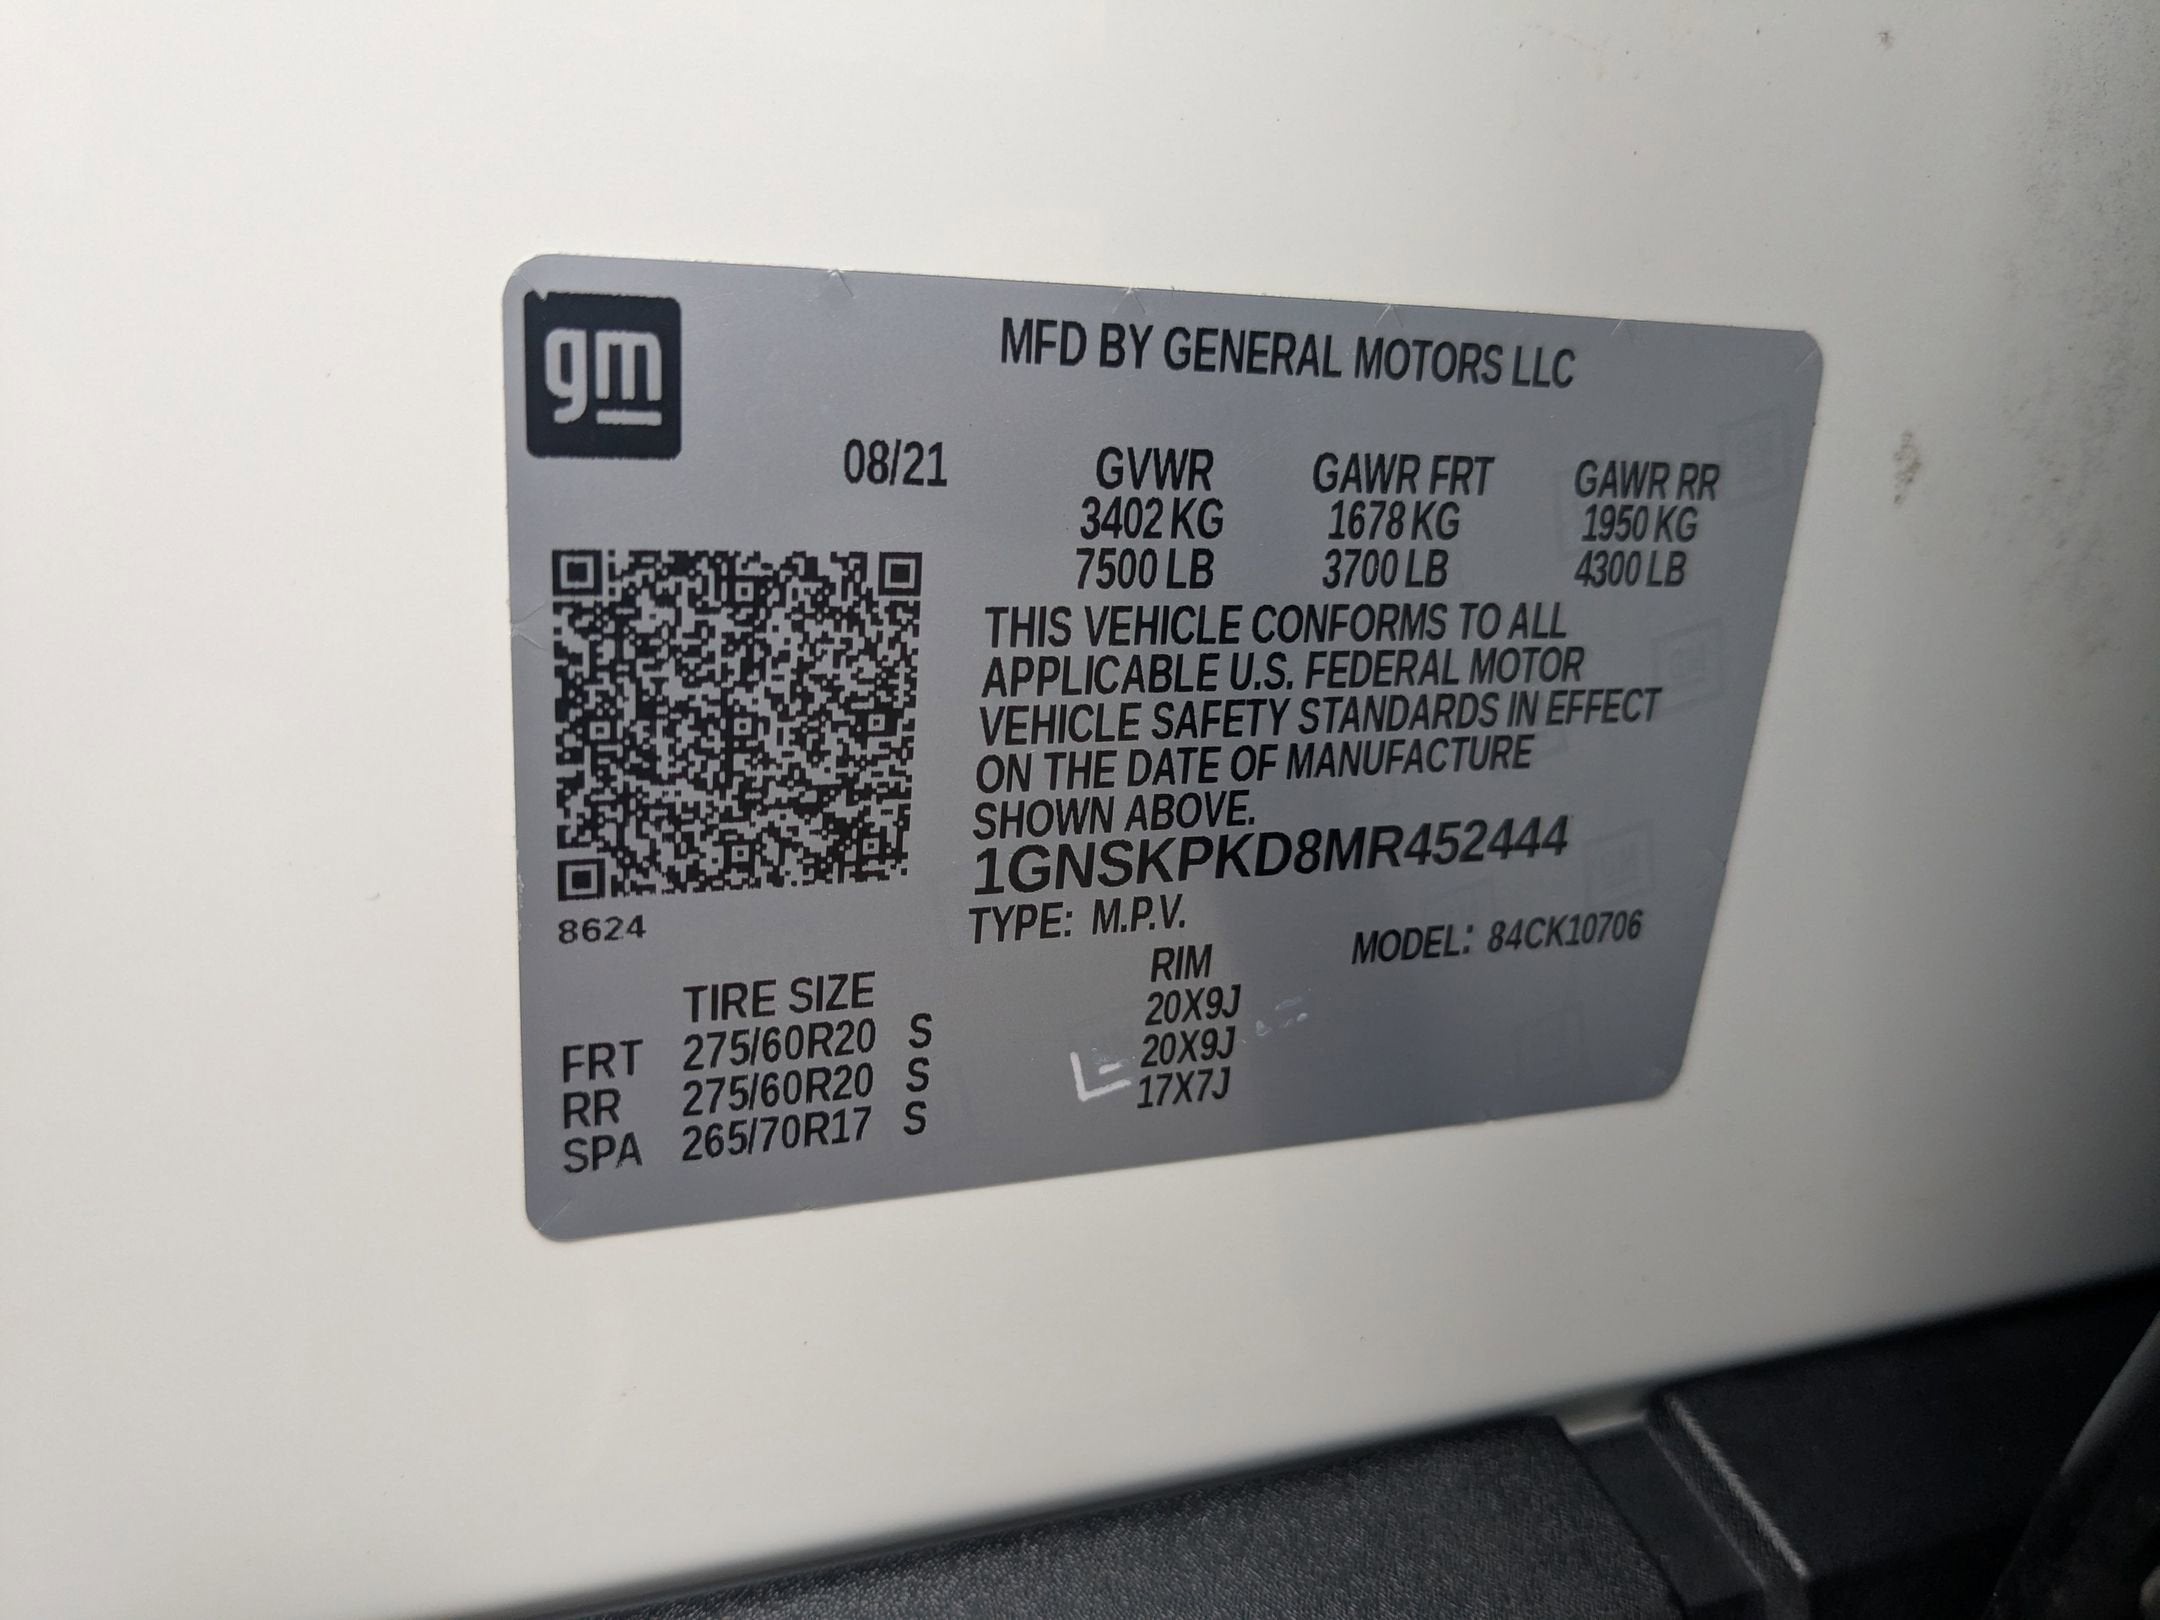 gm
MFD BY GENERAL MOTORS LLC
08/21 GVWR GAWR FRT GAWR RR
3402 KG 1678 KG 1950 KG
7500 LB 3700 LB 4300 LB
THIS VEHICLE CONFORMS TO ALL
APPLICABLE U.S. FEDERAL MOTOR
VEHICLE SAFETY STANDARDS IN EFFECT
ON THE DATE OF MANUFACTURE
SHOWN ABOVE.
1GNSKPKD8MR452444
8624
TYPE: M.P.V. MODEL: 84CK10706
TIRE SIZE RIM
FRT 275/60R20 S 20X9J
RR 275/60R20 S 20X9J
SPA 265/70R17 S 17X7J